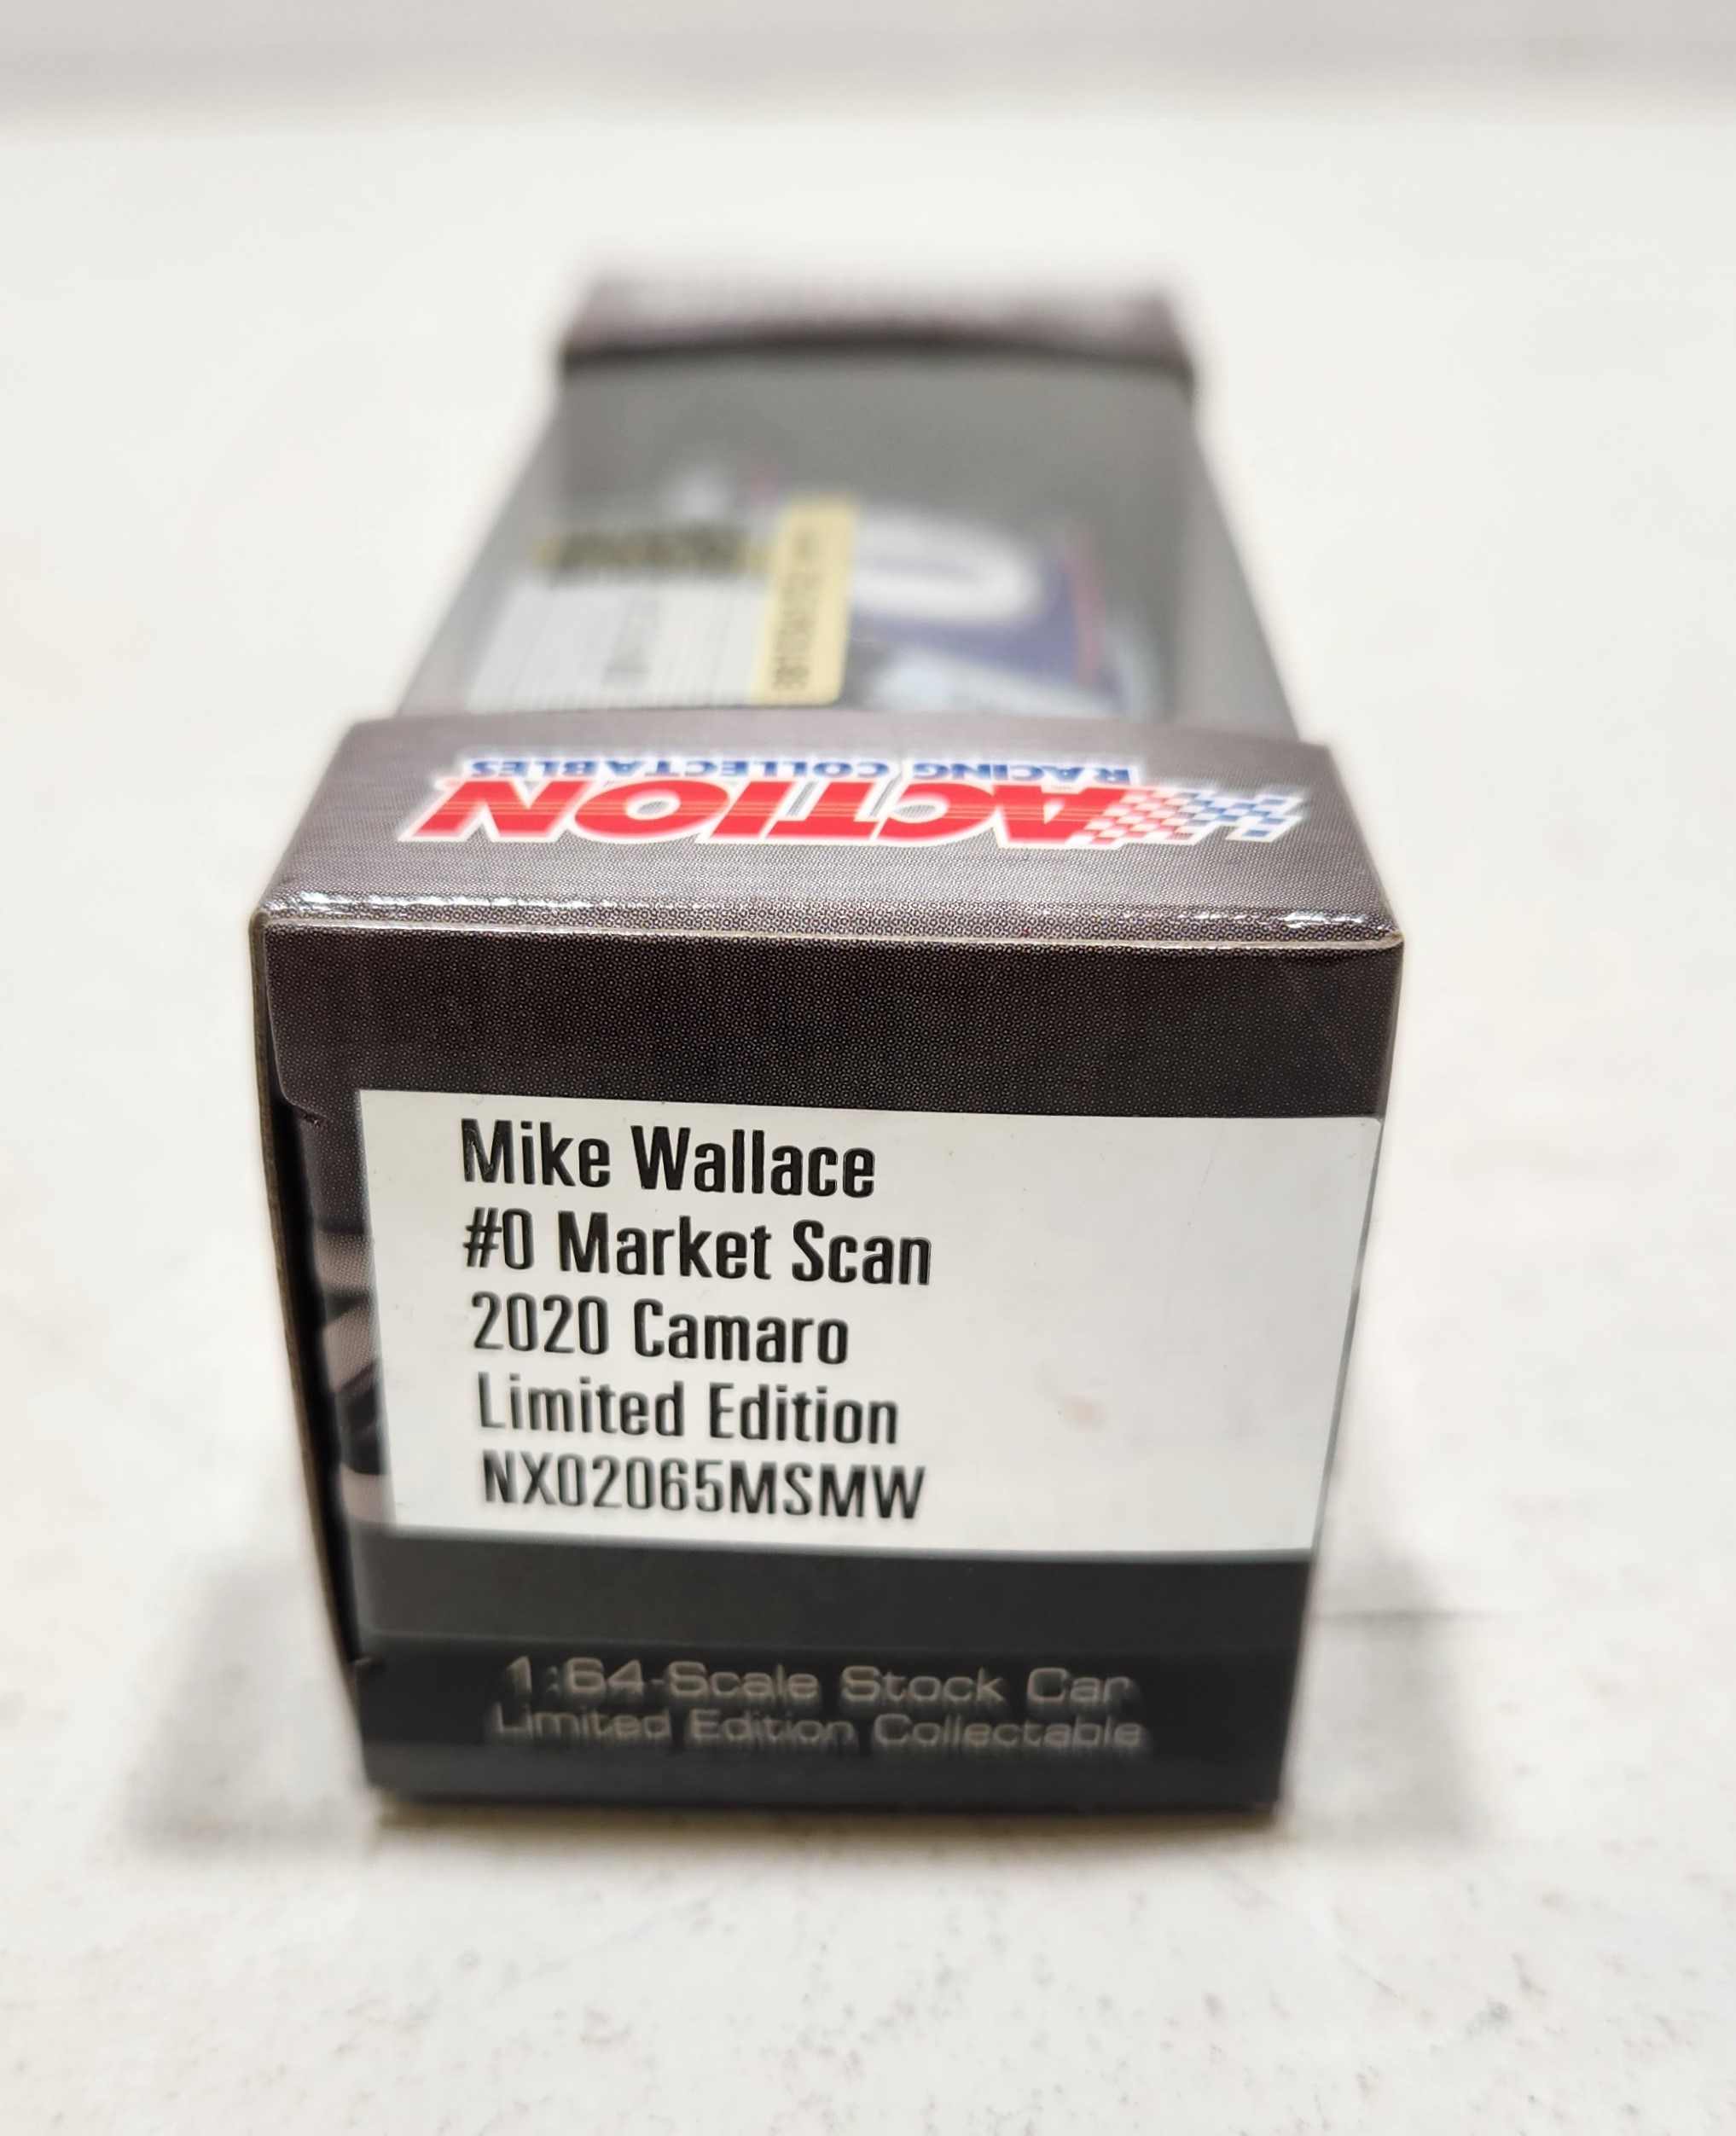 ACTION
RACING COLLECTABLES
Mike Wallace
#0 Market Scan
2020 Camaro
Limited Edition
NX02065MSMW
1:64-Scale Stock Car
Limited Edition Collectable